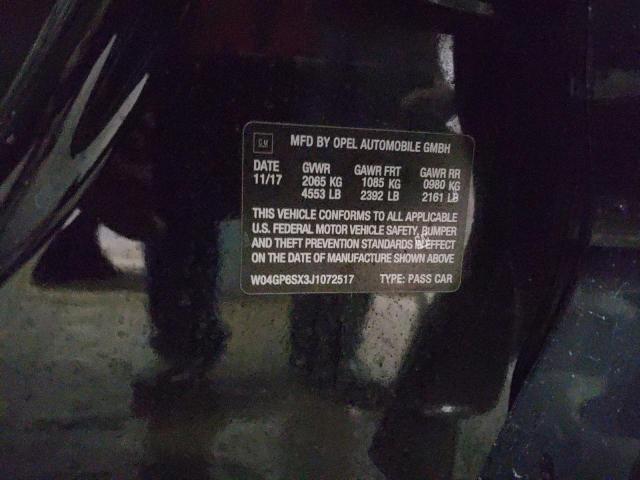 GM MFD BY OPEL AUTOMOBILE GMBH
DATE GVWR GAWR FRT GAWR RR
11/17 2065 KG 1085 KG 0980 KG
4553 LB 2392 LB 2161 LB
THIS VEHICLE CONFORMS TO ALL APPLICABLE
U.S. FEDERAL MOTOR VEHICLE SAFETY, BUMPER
AND THEFT PREVENTION STANDARDS IN EFFECT
ON THE DATE OF MANUFACTURE SHOWN ABOVE
W04GP6SX3J1072517 TYPE: PASS CAR